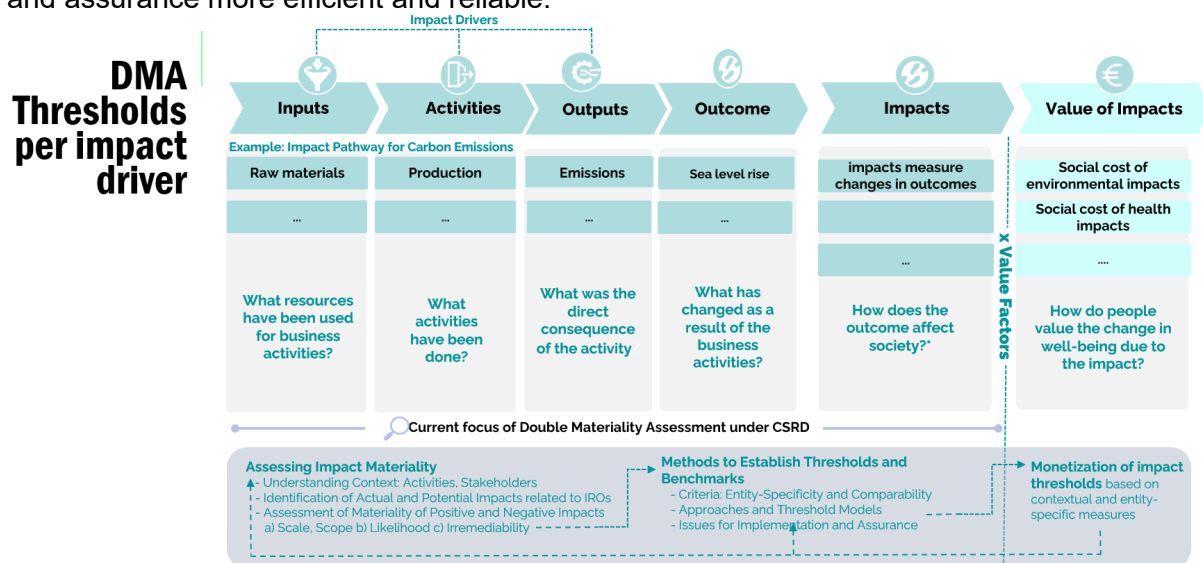 and assurance more efficient and reliable.
Impact Drivers
DMA
Thresholds
per impact
driver
Inputs
Activities
Outputs
Outcome
Impacts
Value of Impacts
Example: Impact Pathway for Carbon Emissions
Raw materials
Production
Emissions
Sea level rise
impacts measure
changes in outcomes
Social cost of
environmental impacts
...
...
...
...
Social cost of health
impacts
...
....
What resources
have been used
for business
activities?
What
activities
have been
done?
What was the
direct
consequence
of the activity
What has
changed as a
result of the
business
activities?
How does the
outcome affect
society?*
x Value Factors
How do people
value the change in
well-being due to
the impact?
Current focus of Double Materiality Assessment under CSRD
Assessing Impact Materiality
- Understanding Context: Activities, Stakeholders
- Identification of Actual and Potential Impacts related to IROs
- Assessment of Materiality of Positive and Negative Impacts
a) Scale, Scope b) Likelihood c) Irremediability
Methods to Establish Thresholds and
Benchmarks
- Criteria: Entity-Specificity and Comparability
- Approaches and Threshold Models
- Issues for Implementation and Assurance
Monetization of impact
thresholds based on
contextual and entity-
specific measures